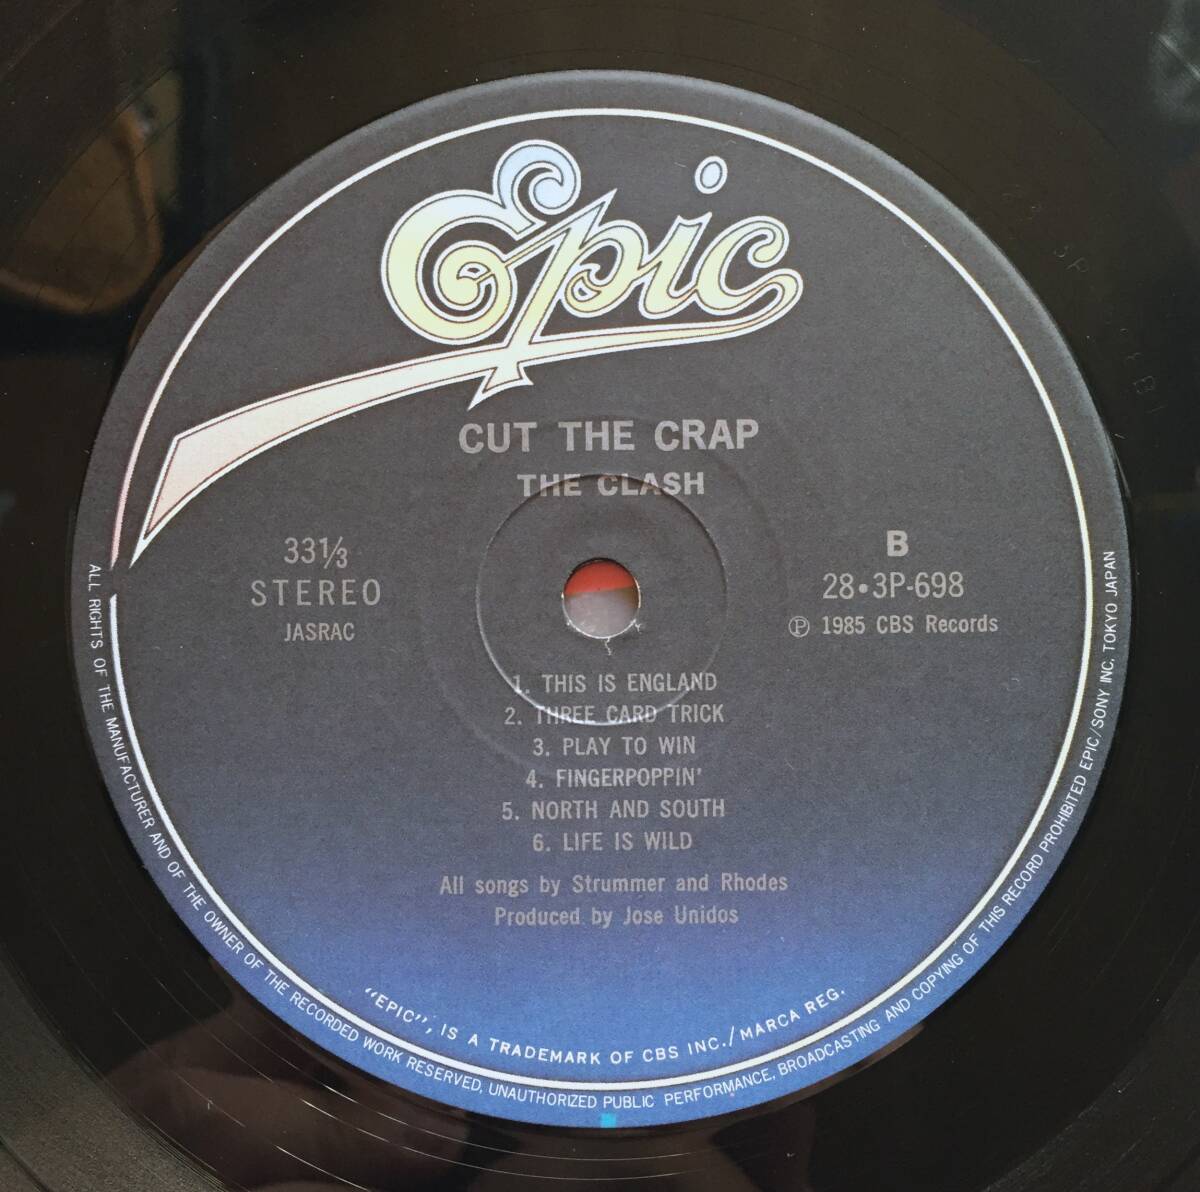 Epic
CUT THE CRAP
THE CLASH
33⅓
STEREO
JASRAC
B
28•3P-698
Ⓟ 1985 CBS Records
1. THIS IS ENGLAND
2. THREE CARD TRICK
3. PLAY TO WIN
4. FINGERPOPPIN'
5. NORTH AND SOUTH
6. LIFE IS WILD
All songs by Strummer and Rhodes
Produced by Jose Unidos
"EPIC", IS A TRADEMARK OF CBS INC./MARCA REG.
ALL RIGHTS OF THE MANUFACTURER AND OF THE OWNER OF THE RECORDED WORK RESERVED, UNAUTHORIZED PUBLIC PERFORMANCE, BROADCASTING AND COPYING OF THIS RECORD PROHIBITED EPIC/SONY INC. TOKYO JAPAN